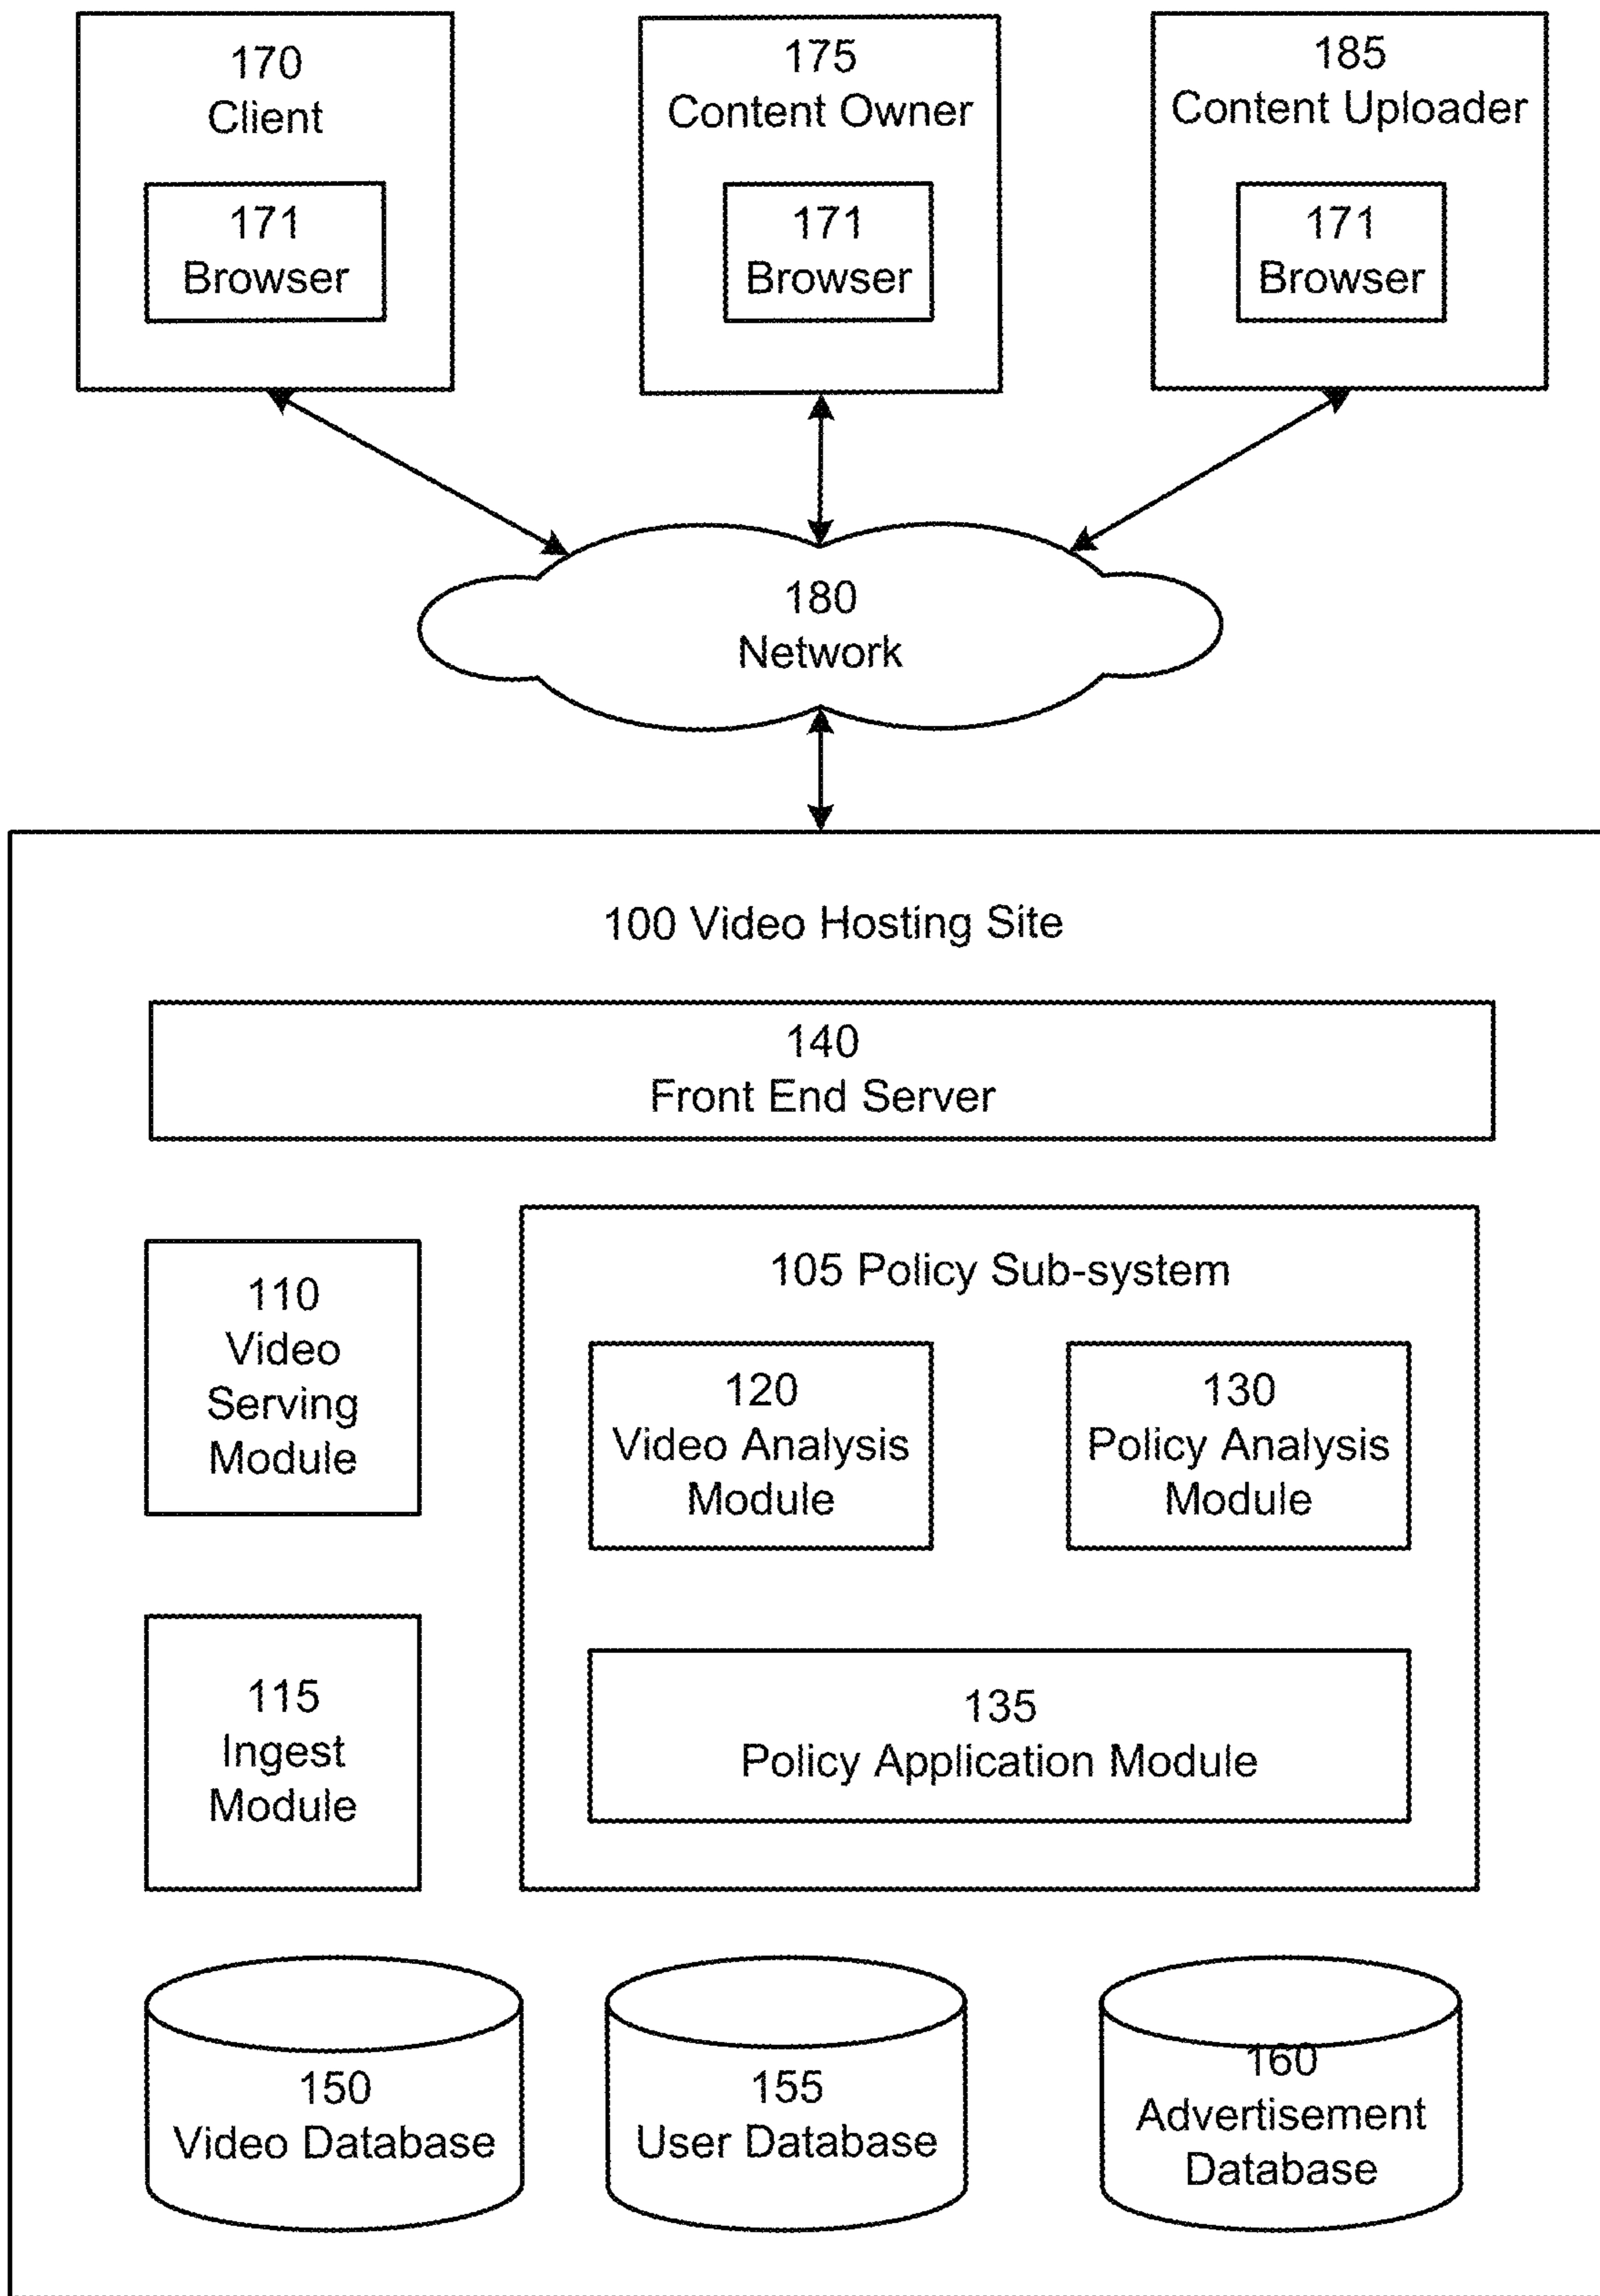 170
Client
171
Browser
175
Content Owner
171
Browser
185
Content Uploader
171
Browser
180
Network
100 Video Hosting Site
140
Front End Server
110
Video
Serving
Module
105 Policy Sub-system
120
Video Analysis
Module
130
Policy Analysis
Module
115
Ingest
Module
135
Policy Application Module
150
Video Database
155
User Database
160
Advertisement
Database